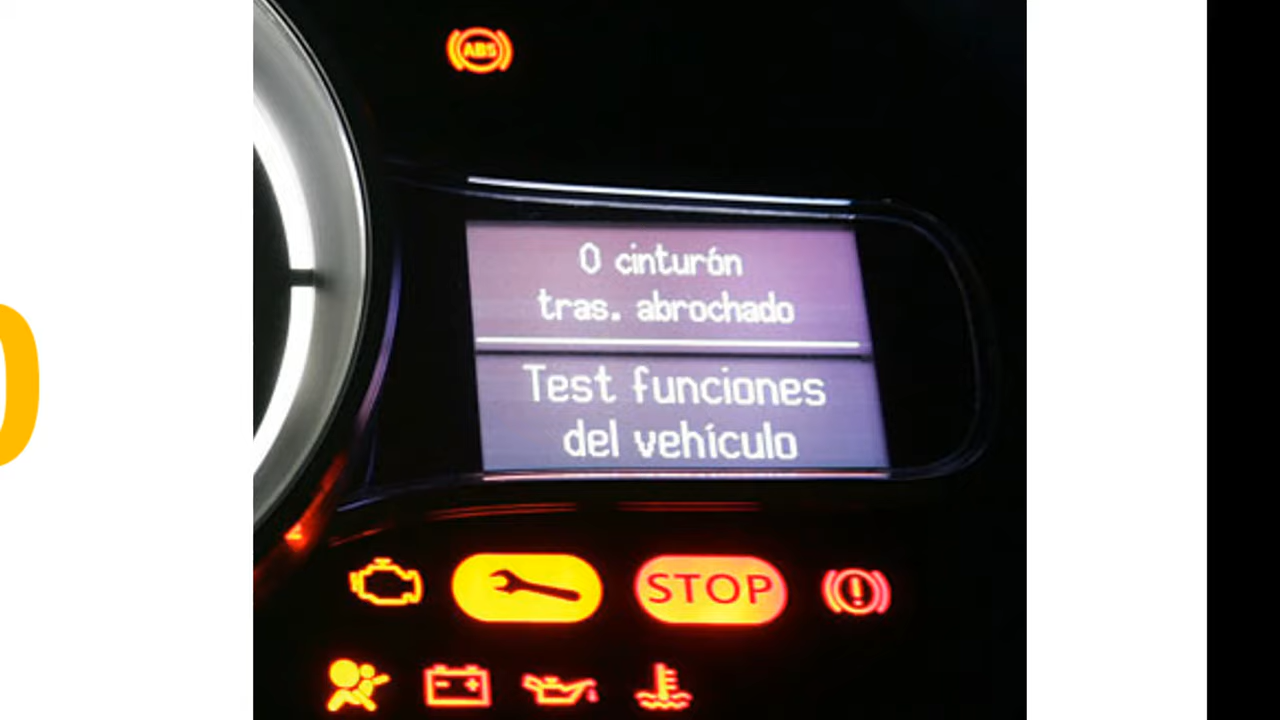 ABS
0 cinturón
tras. abrochado
Test funciones
del vehículo
STOP